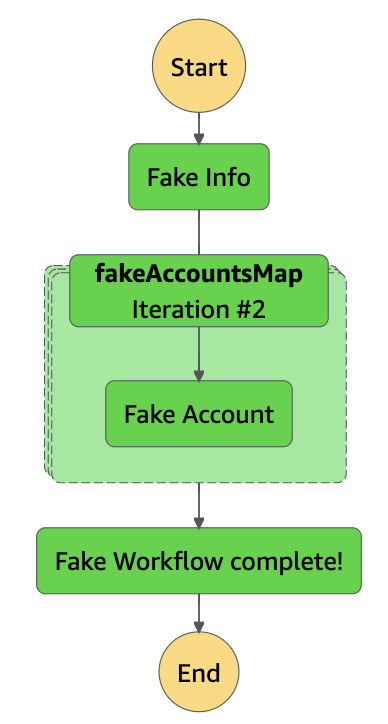 Start
Fake Info
fakeAccountsMap
Iteration #2
Fake Account
Fake Workflow complete!
End